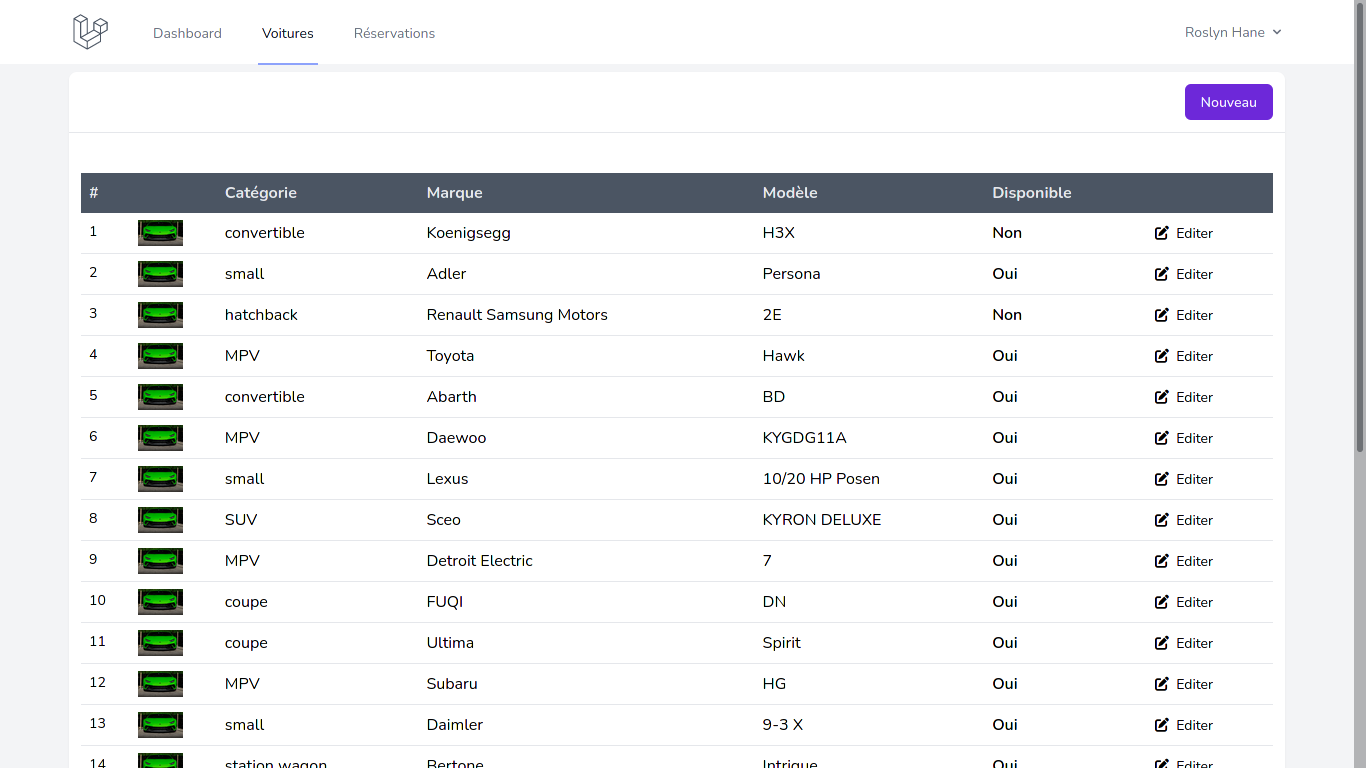 Dashboard Voitures Réservations Roslyn Hane
Nouveau
# Catégorie Marque Modèle Disponible
1 convertible Koenigsegg H3X Non Editer
2 small Adler Persona Oui Editer
3 hatchback Renault Samsung Motors 2E Non Editer
4 MPV Toyota Hawk Oui Editer
5 convertible Abarth BD Oui Editer
6 MPV Daewoo KYGDG11A Oui Editer
7 small Lexus 10/20 HP Posen Oui Editer
8 SUV Sceo KYRON DELUXE Oui Editer
9 MPV Detroit Electric 7 Oui Editer
10 coupe FUQI DN Oui Editer
11 coupe Ultima Spirit Oui Editer
12 MPV Subaru HG Oui Editer
13 small Daimler 9-3 X Oui Editer
14 station wagon Bertone Intrigue Oui Editer